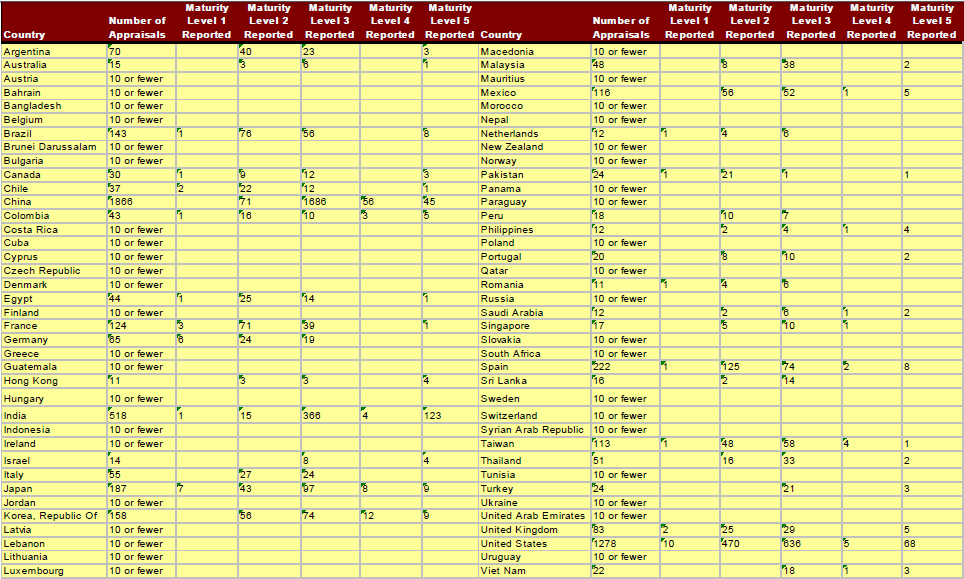 Maturity Maturity Maturity Maturity Maturity Maturity Maturity Maturity Maturity Maturity
Number of Level 1 Level 2 Level 3 Level 4 Level 5 Number of Level 1 Level 2 Level 3 Level 4 Level 5
Country Appraisals Reported Reported Reported Reported Reported Country Appraisals Reported Reported Reported Reported Reported
Argentina 70 40 23 3 Macedonia 10 or fewer
Australia 15 3 6 1 Malaysia 48 8 38 2
Austria 10 or fewer Mauritius 10 or fewer
Bahrain 10 or fewer Mexico 116 56 52 1 5
Bangladesh 10 or fewer Morocco 10 or fewer
Belgium 10 or fewer Nepal 10 or fewer
Brazil 143 1 76 56 8 Netherlands 12 1 4 6
Brunei Darussalam 10 or fewer New Zealand 10 or fewer
Bulgaria 10 or fewer Norway 10 or fewer
Canada 30 1 9 12 3 Pakistan 24 1 21 1 1
Chile 37 2 22 12 1 Panama 10 or fewer
China 1866 71 1686 56 45 Paraguay 10 or fewer
Colombia 43 1 16 10 3 5 Peru 18 10 7
Costa Rica 10 or fewer Philippines 12 2 4 1 4
Cuba 10 or fewer Poland 10 or fewer
Cyprus 10 or fewer Portugal 20 8 10 2
Czech Republic 10 or fewer Qatar 10 or fewer
Denmark 10 or fewer Romania 11 1 4 6
Egypt 44 1 25 14 1 Russia 10 or fewer
Finland 10 or fewer Saudi Arabia 12 2 6 1 2
France 124 3 71 39 1 Singapore 17 5 10 1
Germany 65 6 24 19 Slovakia 10 or fewer
Greece 10 or fewer South Africa 10 or fewer
Guatemala 10 or fewer Spain 222 1 125 74 2 8
Hong Kong 11 3 3 4 Sri Lanka 16 2 14
Hungary 10 or fewer Sweden 10 or fewer
India 518 1 15 366 4 123 Switzerland 10 or fewer
Indonesia 10 or fewer Syrian Arab Republic 10 or fewer
Ireland 10 or fewer Taiwan 113 1 48 58 4 1
Israel 14 8 4 Thailand 51 16 33 2
Italy 55 27 24 Tunisia 10 or fewer
Japan 187 7 43 97 8 9 Turkey 24 21 3
Jordan 10 or fewer Ukraine 10 or fewer
Korea, Republic Of 158 56 74 12 9 United Arab Emirates 10 or fewer
Latvia 10 or fewer United Kingdom 83 2 25 29 5
Lebanon 10 or fewer United States 1278 10 470 636 5 68
Lithuania 10 or fewer Uruguay 10 or fewer
Luxembourg 10 or fewer Viet Nam 22 18 1 3